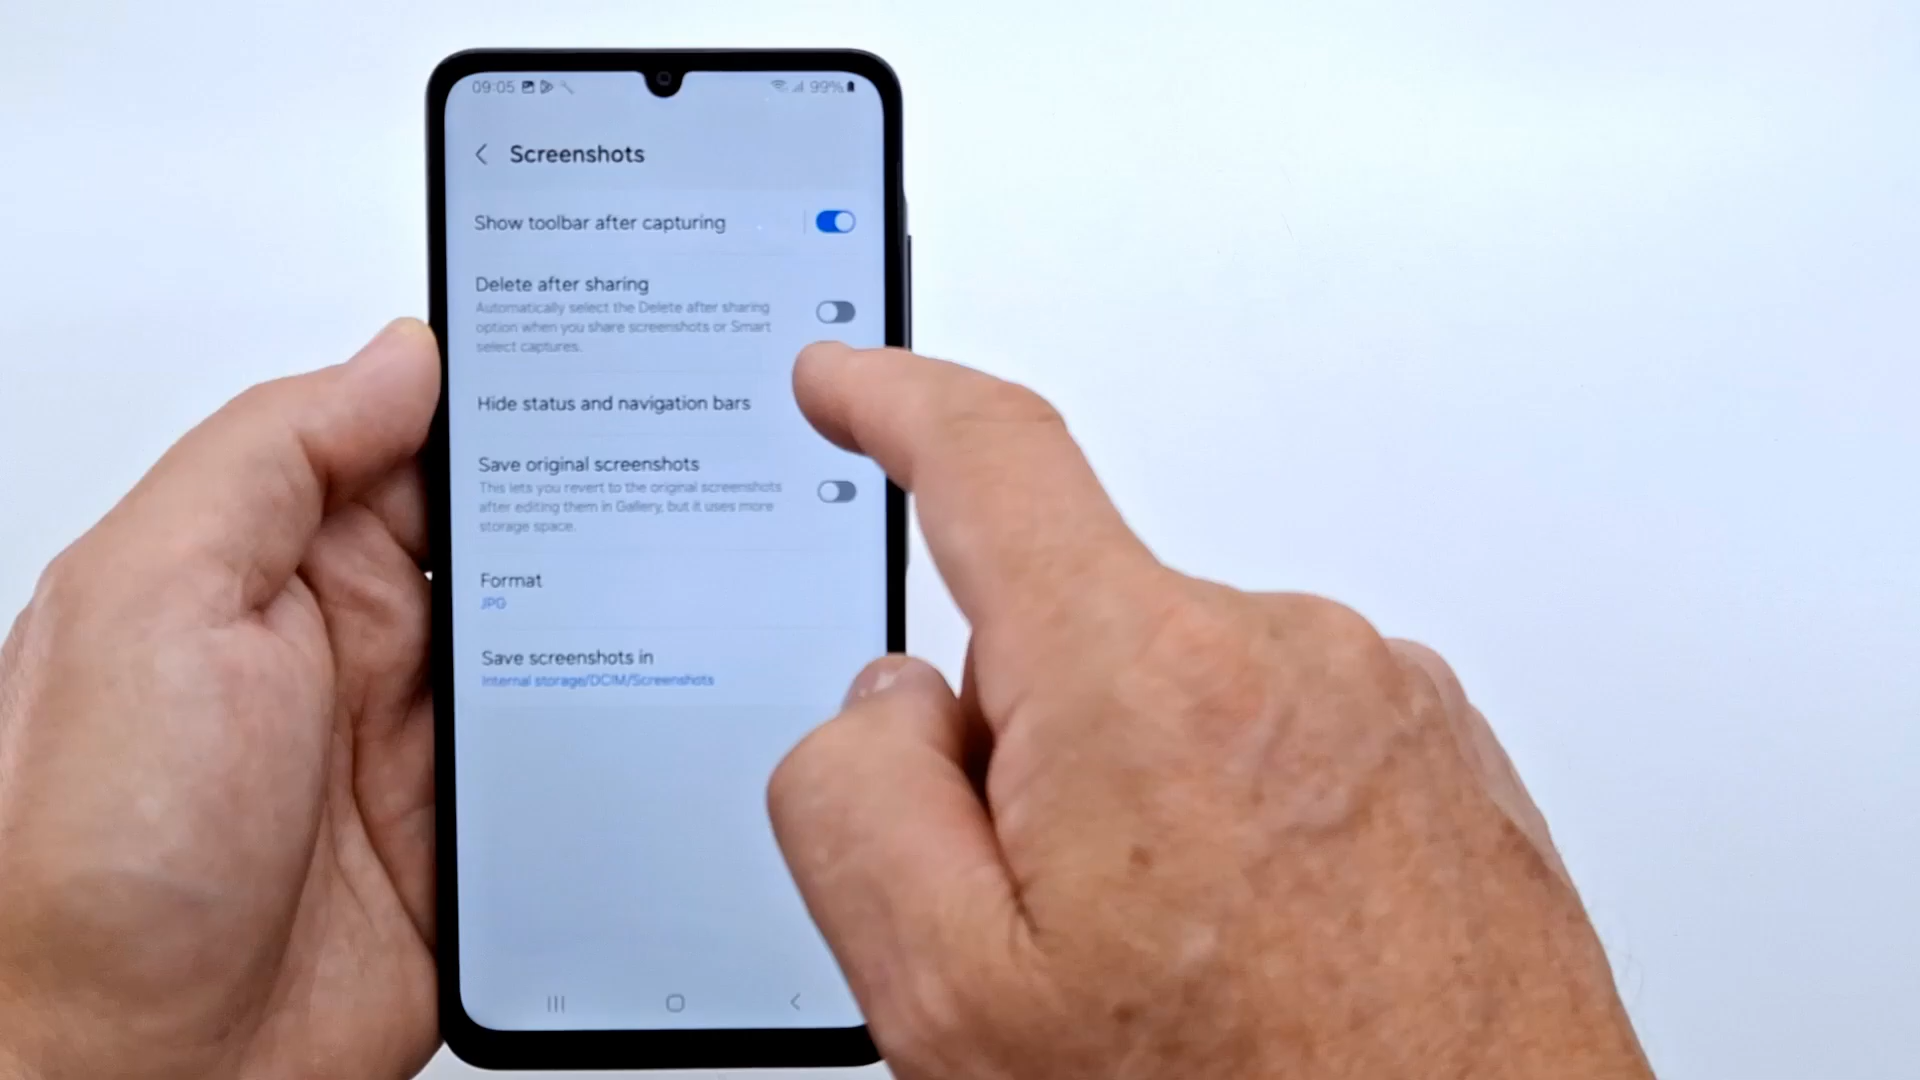 09:05 99%
Screenshots
Show toolbar after capturing
Delete after sharing
Automatically select the Delete after sharing
option when you share screenshots or Smart
select captures.
Hide status and navigation bars
Save original screenshots
This lets you revert to the original screenshots
after editing them in Gallery, but it uses more
storage space.
Format
JPG
Save screenshots in
Internal storage/DCIM/Screenshots